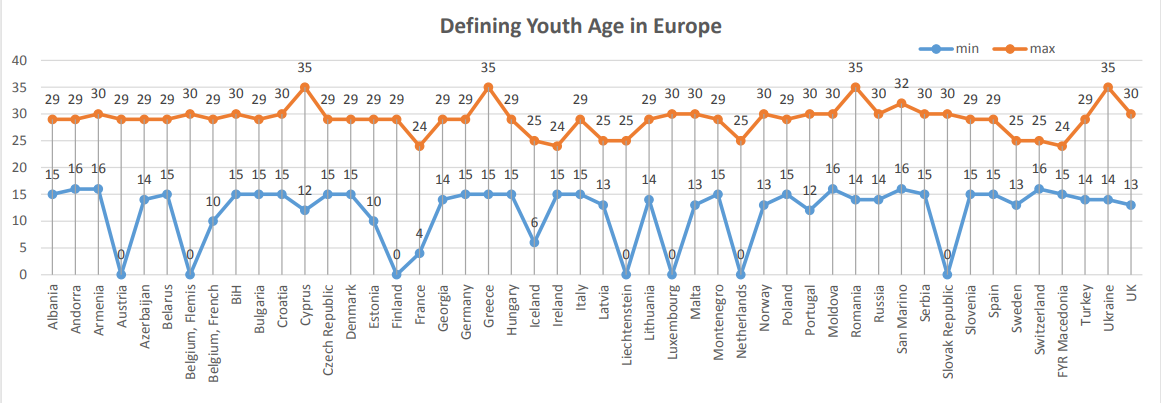 Defining Youth Age in Europe
min max
40
35
30
25
20
15
10
5
0
29 29 30 29 29 29 30 29 30 29 30 35 29 29 29 29 24 29 29 35 29 25 24 29 25 25 29 30 30 29 25 30 29 30 30 35 30 32 30 30 29 29 25 25 24 29 35 30
15 16 16 0 14 15 0 10 15 15 15 12 15 15 10 0 4 14 15 15 15 6 15 15 13 0 14 0 13 15 0 13 15 12 16 14 14 16 15 0 15 15 13 16 15 14 14 13
Albania
Andorra
Armenia
Austria
Azerbaijan
Belarus
Belgium, Flemis
Belgium, French
BiH
Bulgaria
Croatia
Cyprus
Czech Republic
Denmark
Estonia
Finland
France
Georgia
Germany
Greece
Hungary
Iceland
Ireland
Italy
Latvia
Liechtenstein
Lithuania
Luxembourg
Malta
Montenegro
Netherlands
Norway
Poland
Portugal
Moldova
Romania
Russia
San Marino
Serbia
Slovak Republic
Slovenia
Spain
Sweden
Switzerland
FYR Macedonia
Turkey
Ukraine
UK